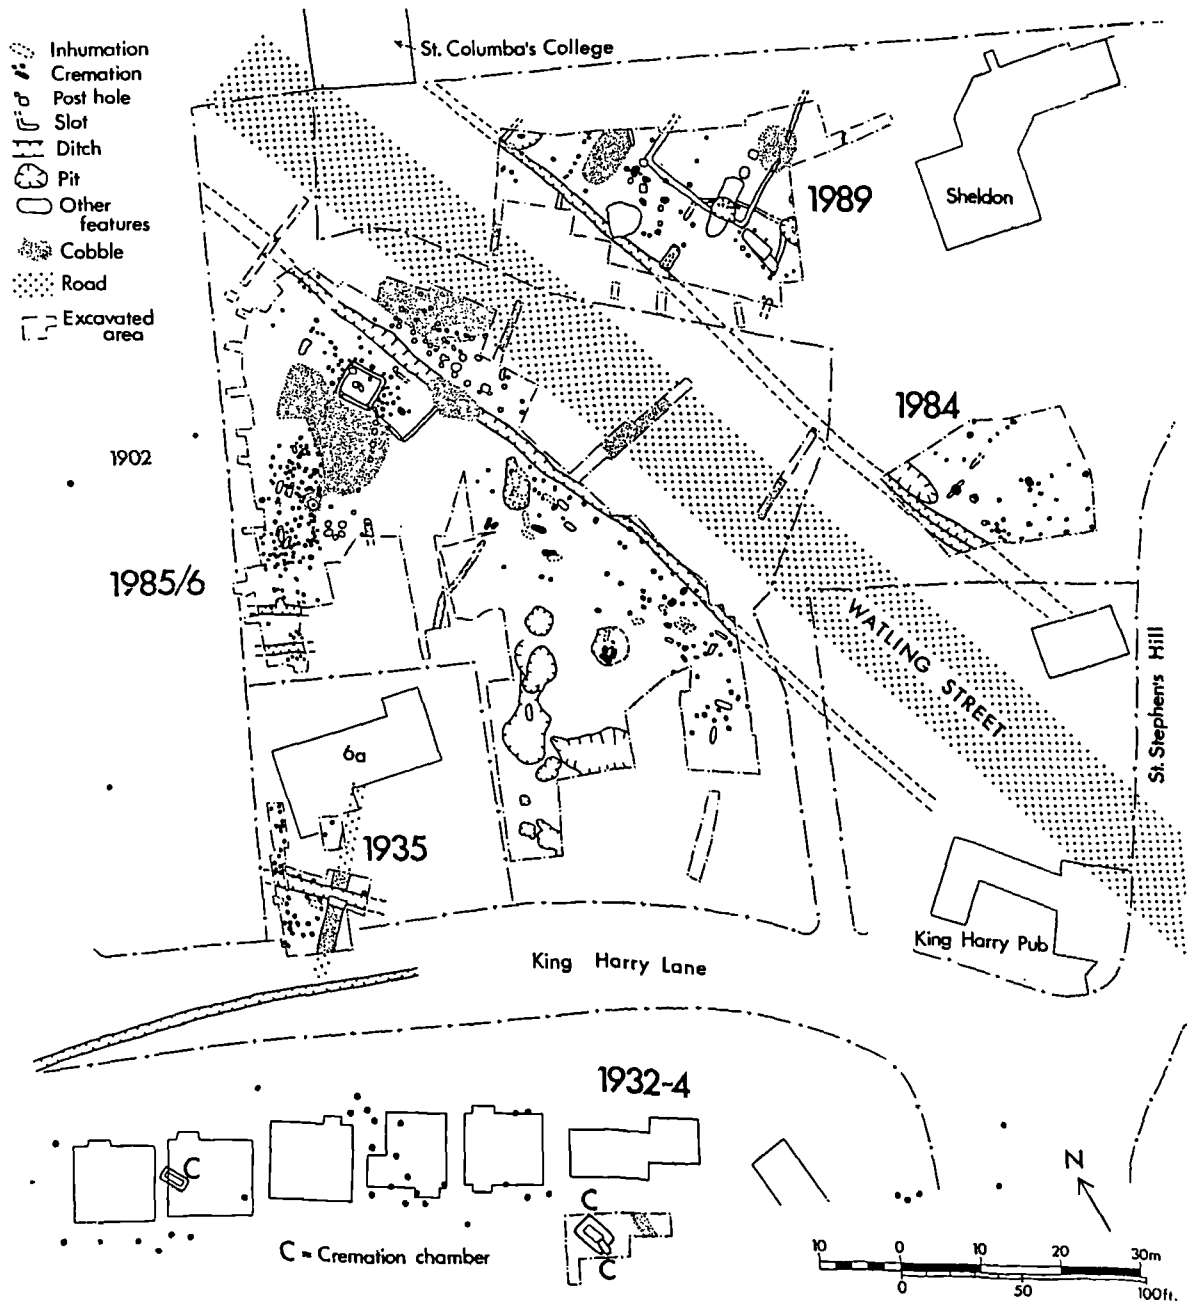 St. Columba's College
Inhumation
Cremation
Post hole
Slot
Ditch
Pit
Other
features
Cobble
Road
Excavated
area
1989
Sheldon
1984
1902
1985/6
WATLING STREET
St. Stephen's Hill
6a
1935
King Harry Pub
King Harry Lane
1932-4
C
C
C
C = Cremation chamber
N
10 0 10 20 30m
0 50 100ft.